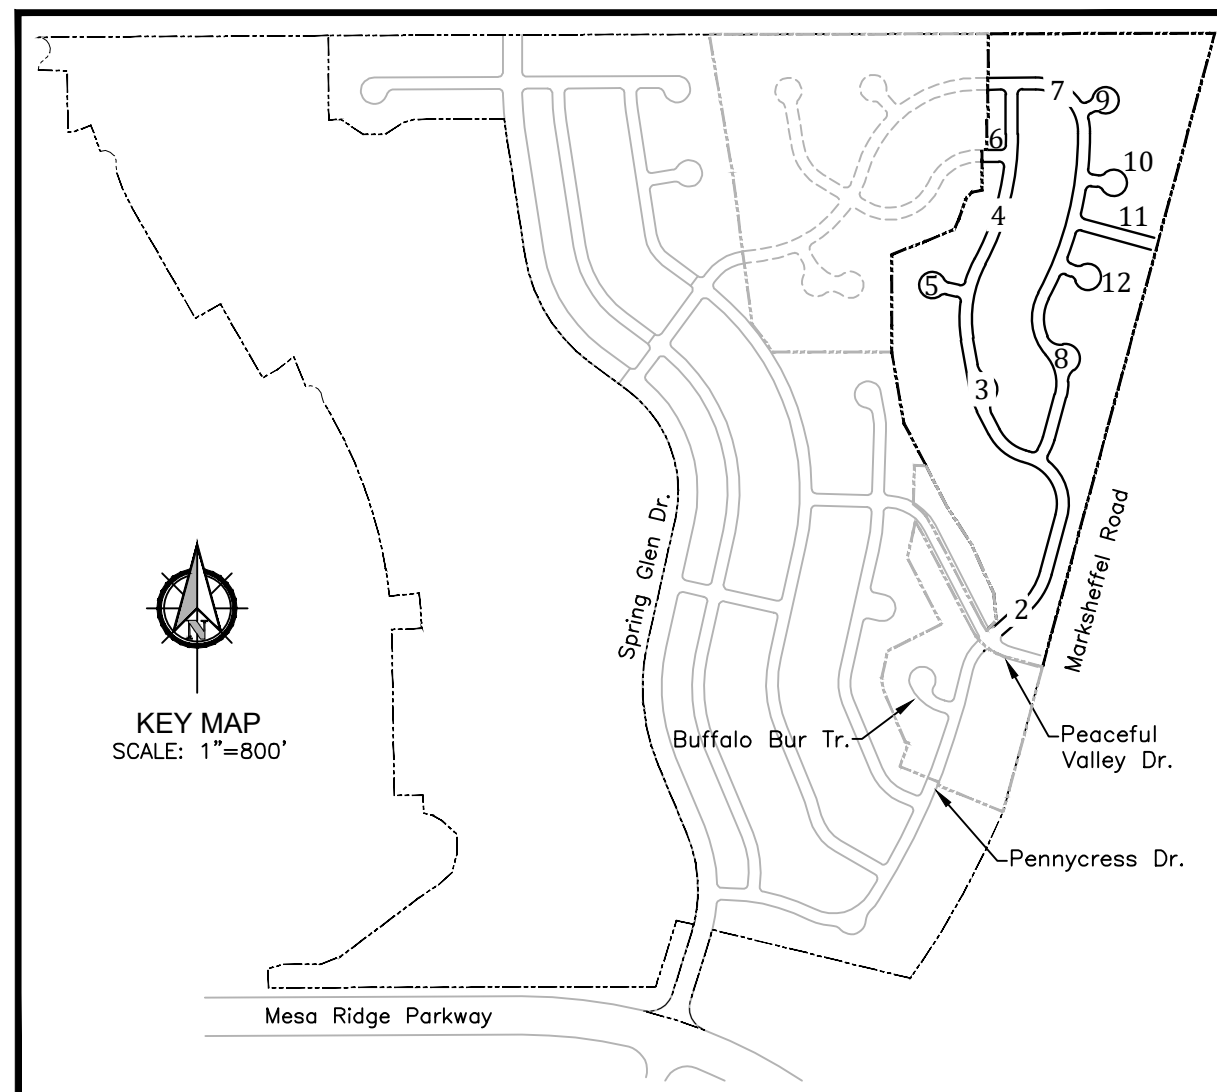 7
9
6
10
4
11
5
12
8
3
Spring Glen Dr.
Marksheffel Road
2
N
KEY MAP
SCALE: 1"=800'
Buffalo Bur Tr.
Peaceful
Valley Dr.
Pennycress Dr.
Mesa Ridge Parkway